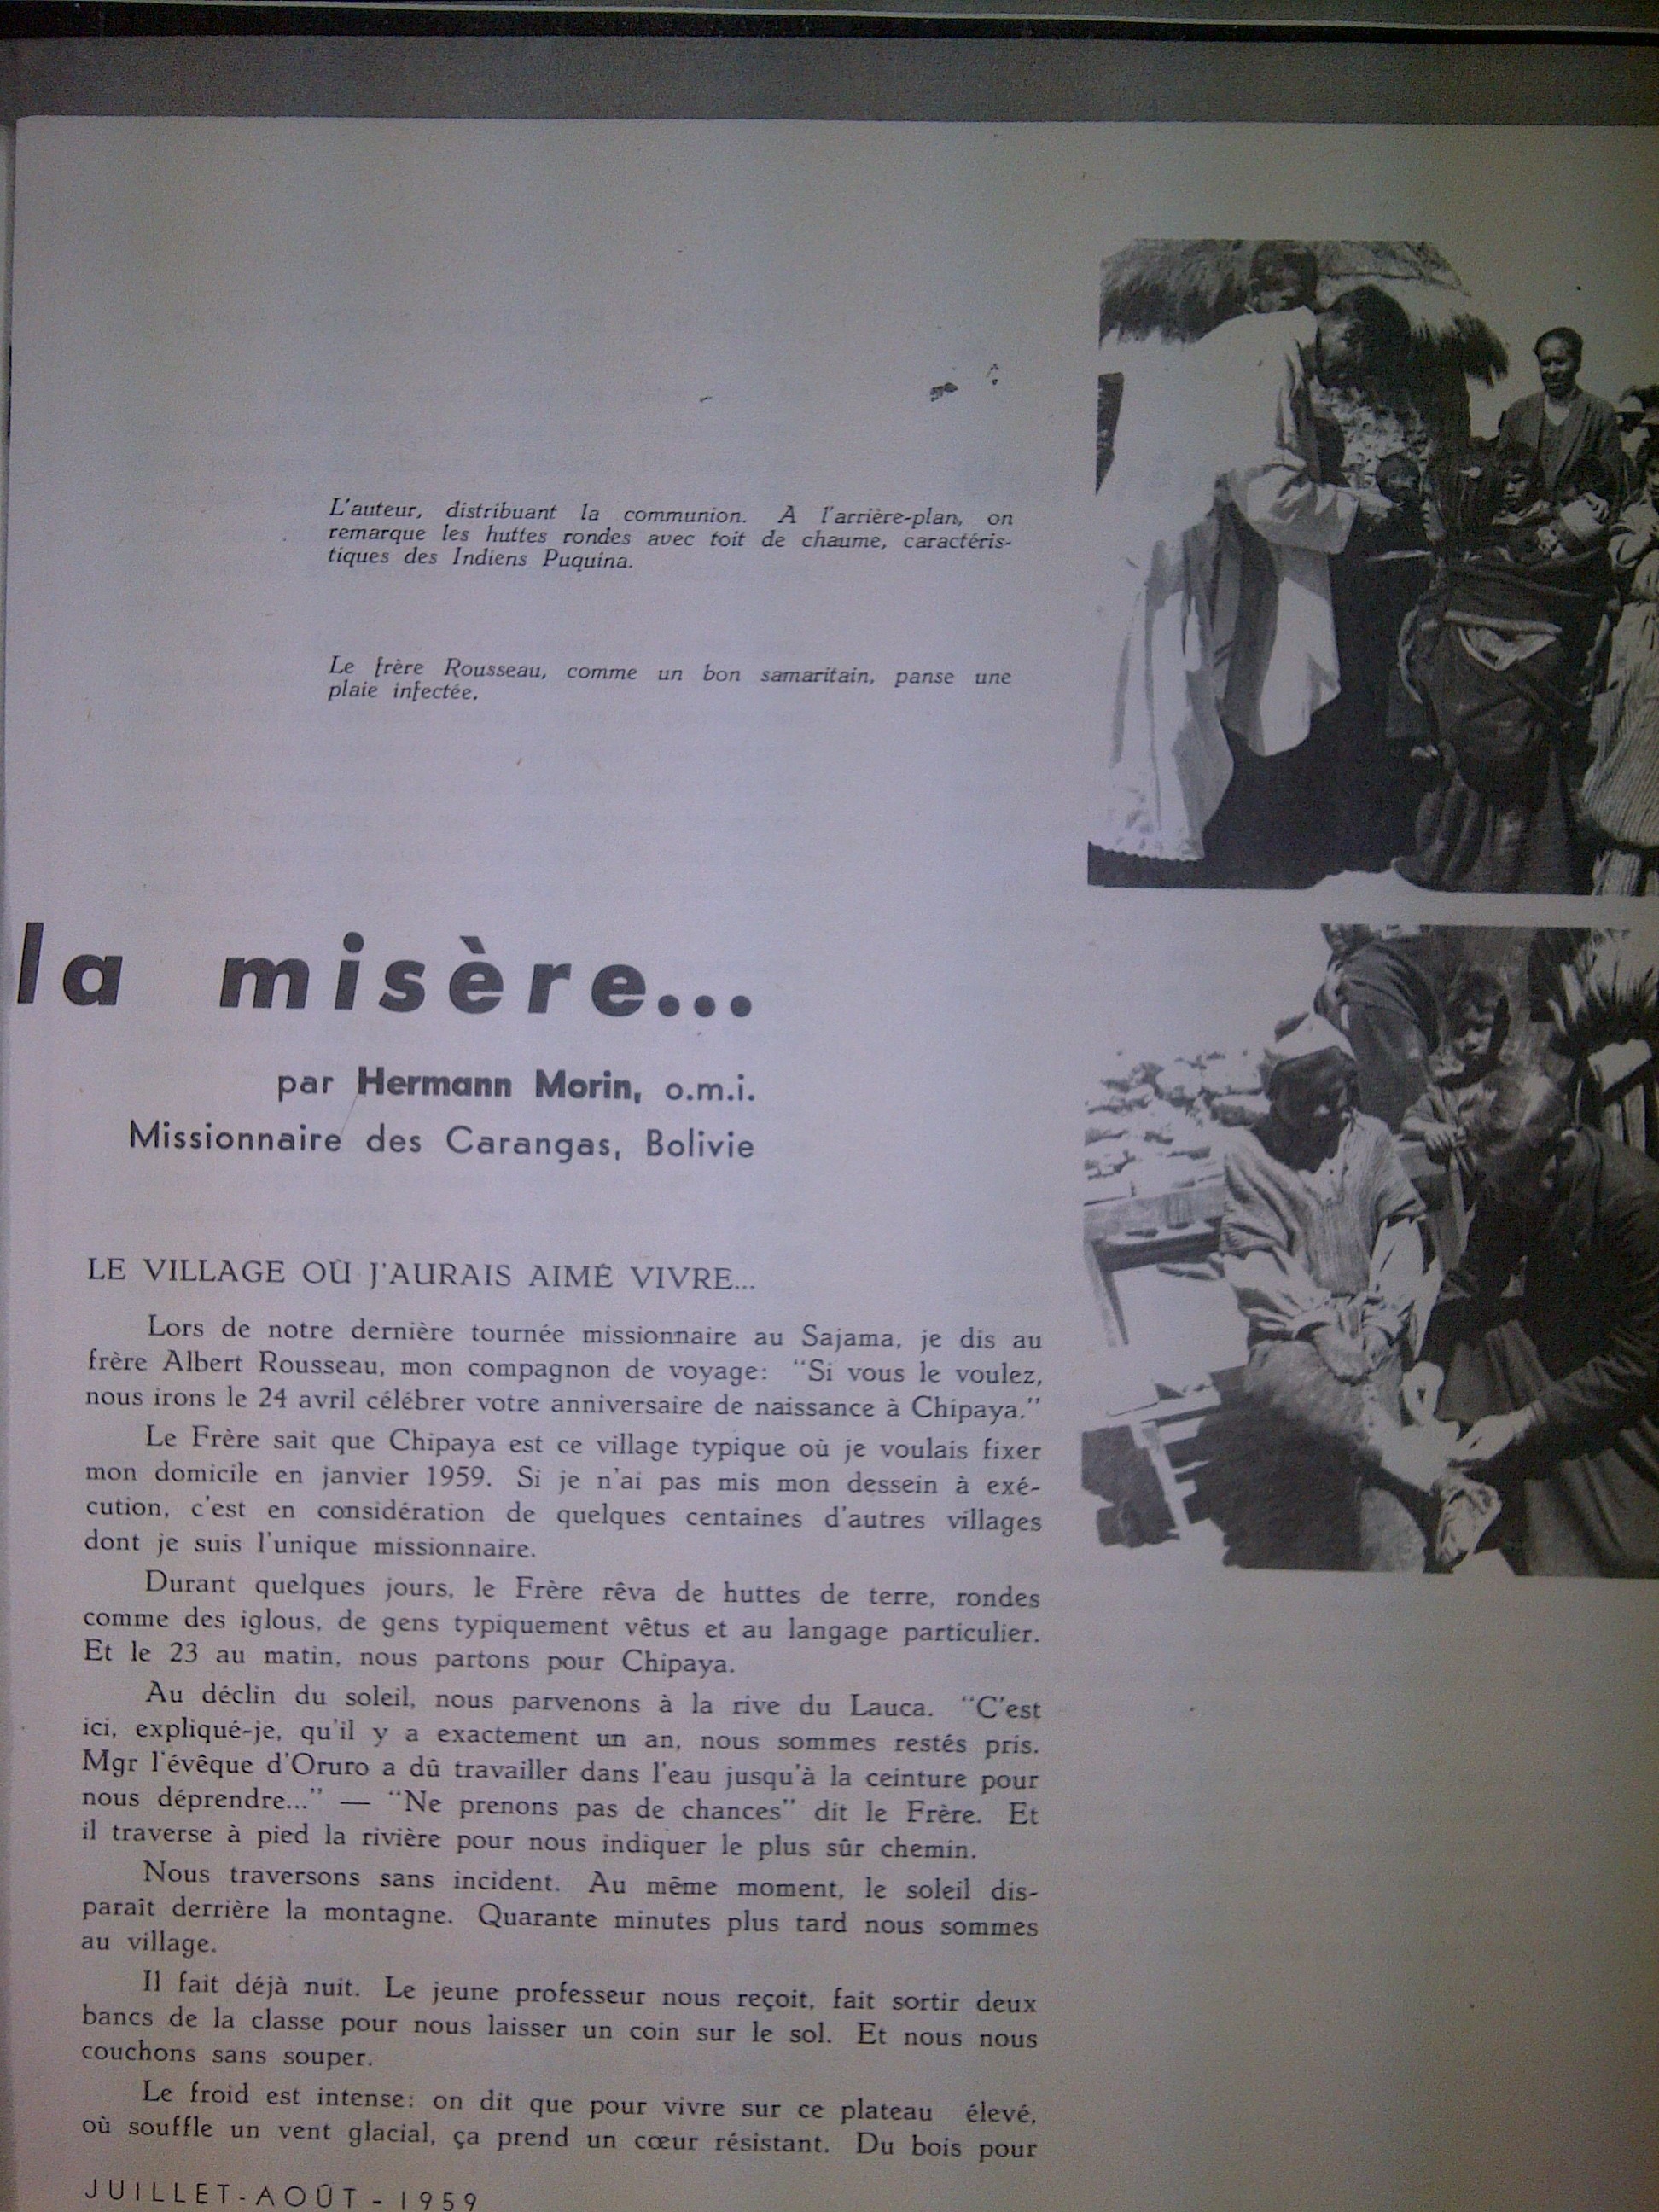 L'auteur, distribuant la communion. A l'arrière-plan, on
remarque les huttes rondes avec toit de chaume, caractéris-
tiques des Indiens Puquina.
Le frère Rousseau, comme un bon samaritain, panse une
plaie infectée.
la misère...
par Hermann Morin, o.m.i.
Missionnaire des Carangas, Bolivie
LE VILLAGE OÙ J'AURAIS AIMÉ VIVRE...
Lors de notre dernière tournée missionnaire au Sajama, je dis au
frère Albert Rousseau, mon compagnon de voyage: "Si vous le voulez,
nous irons le 24 avril célébrer votre anniversaire de naissance à Chipaya."
Le Frère sait que Chipaya est ce village typique où je voulais fixer
mon domicile en janvier 1959. Si je n'ai pas mis mon dessein à exé-
cution, c'est en considération de quelques centaines d'autres villages
dont je suis l'unique missionnaire.
Durant quelques jours, le Frère rêva de huttes de terre, rondes
comme des iglous, de gens typiquement vêtus et au langage particulier.
Et le 23 au matin, nous partons pour Chipaya.
Au déclin du soleil, nous parvenons à la rive du Lauca. "C'est
ici, expliqué-je, qu'il y a exactement un an, nous sommes restés pris.
Mgr l'évêque d'Oruro a dû travailler dans l'eau jusqu'à la ceinture pour
nous déprendre..." — "Ne prenons pas de chances" dit le Frère. Et
il traverse à pied la rivière pour nous indiquer le plus sûr chemin.
Nous traversons sans incident. Au même moment, le soleil dis-
paraît derrière la montagne. Quarante minutes plus tard nous sommes
au village.
Il fait déjà nuit. Le jeune professeur nous reçoit, fait sortir deux
bancs de la classe pour nous laisser un coin sur le sol. Et nous nous
couchons sans souper.
Le froid est intense: on dit que pour vivre sur ce plateau élevé,
où souffle un vent glacial, ça prend un cœur résistant. Du bois pour
JUILLET-AOÛT - 1959